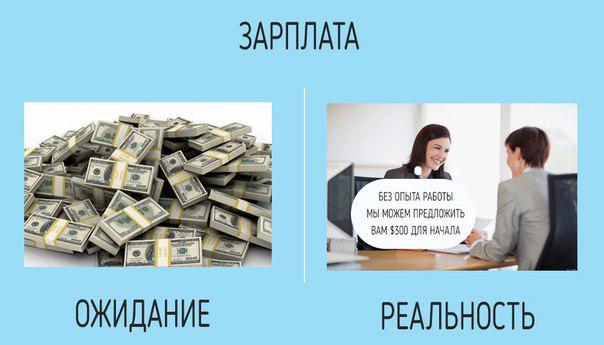 ЗАРПЛАТА
БЕЗ ОПЫТА РАБОТЫ
МЫ МОЖЕМ ПРЕДЛОЖИТЬ
ВАМ $300 ДЛЯ НАЧАЛА
ОЖИДАНИЕ
РЕАЛЬНОСТЬ